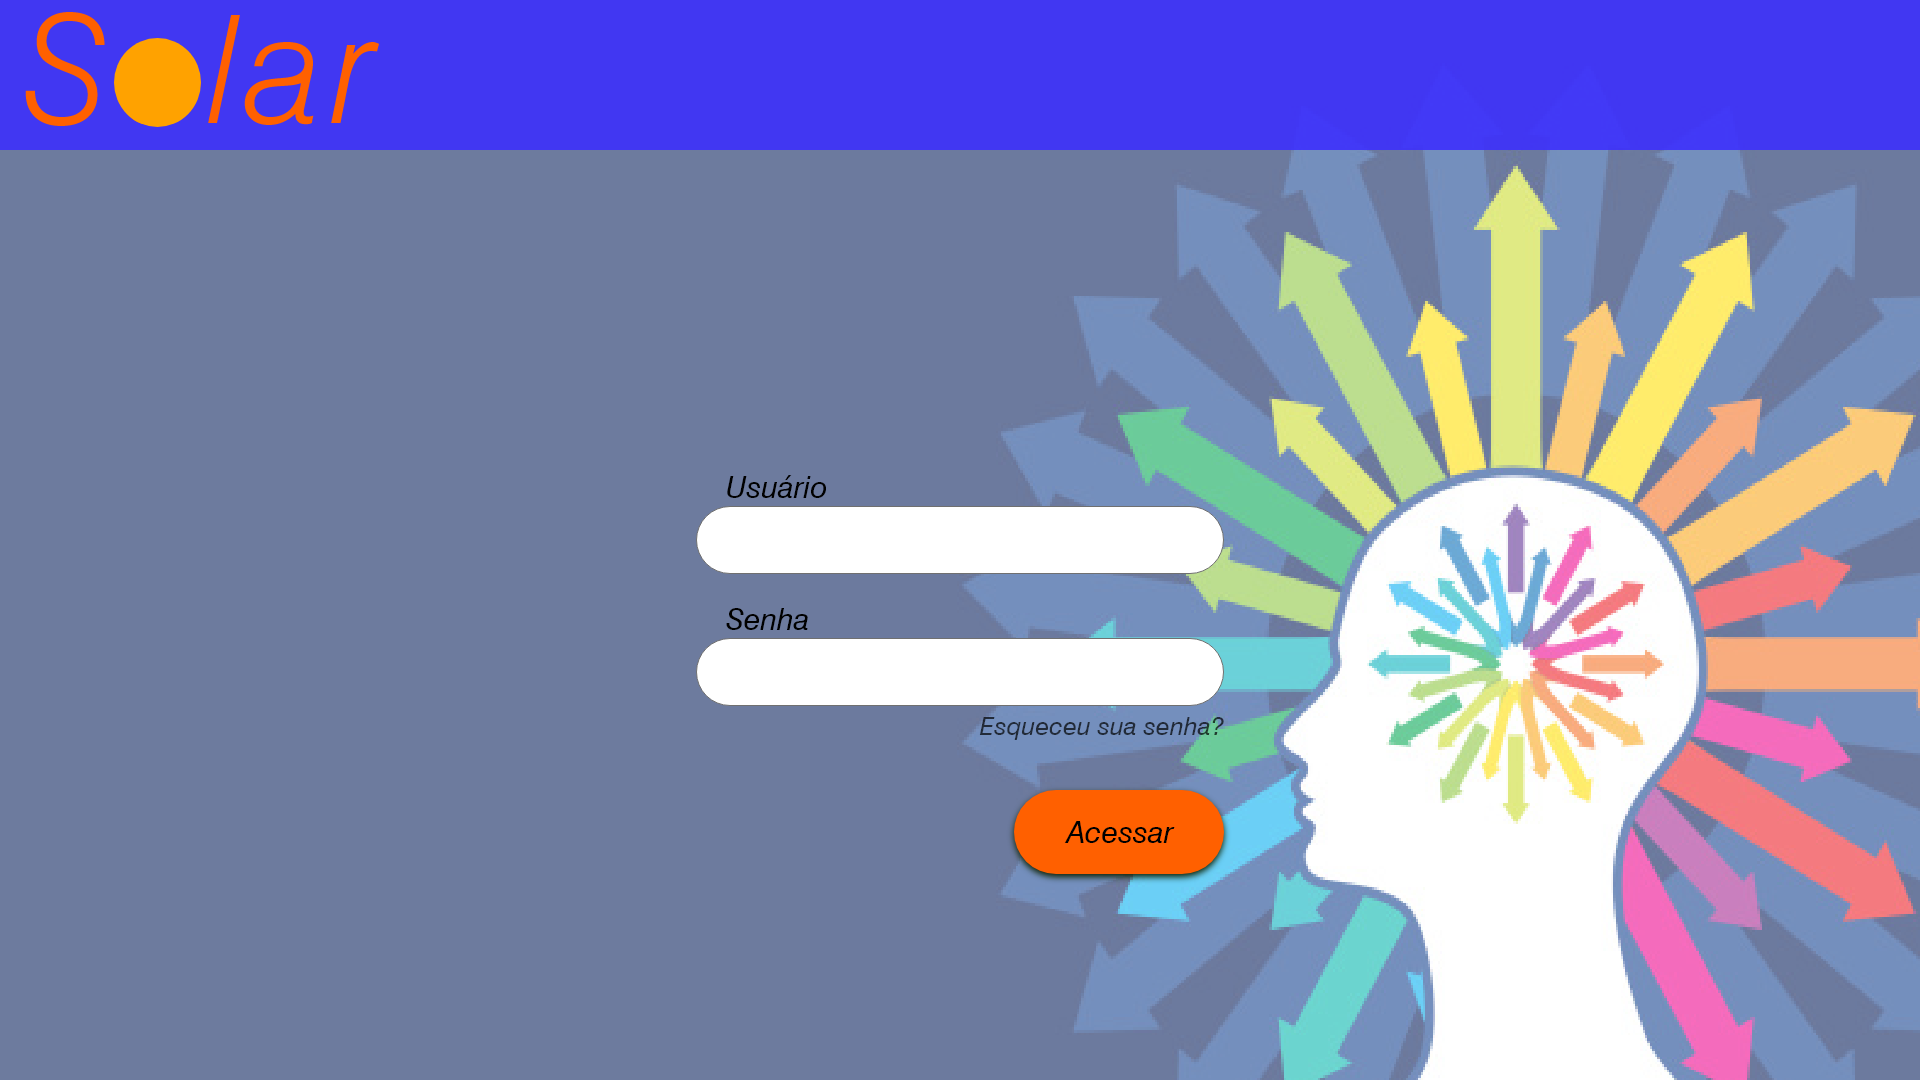 Solar
Usuário
Senha
Esqueceu sua senha?
Acessar